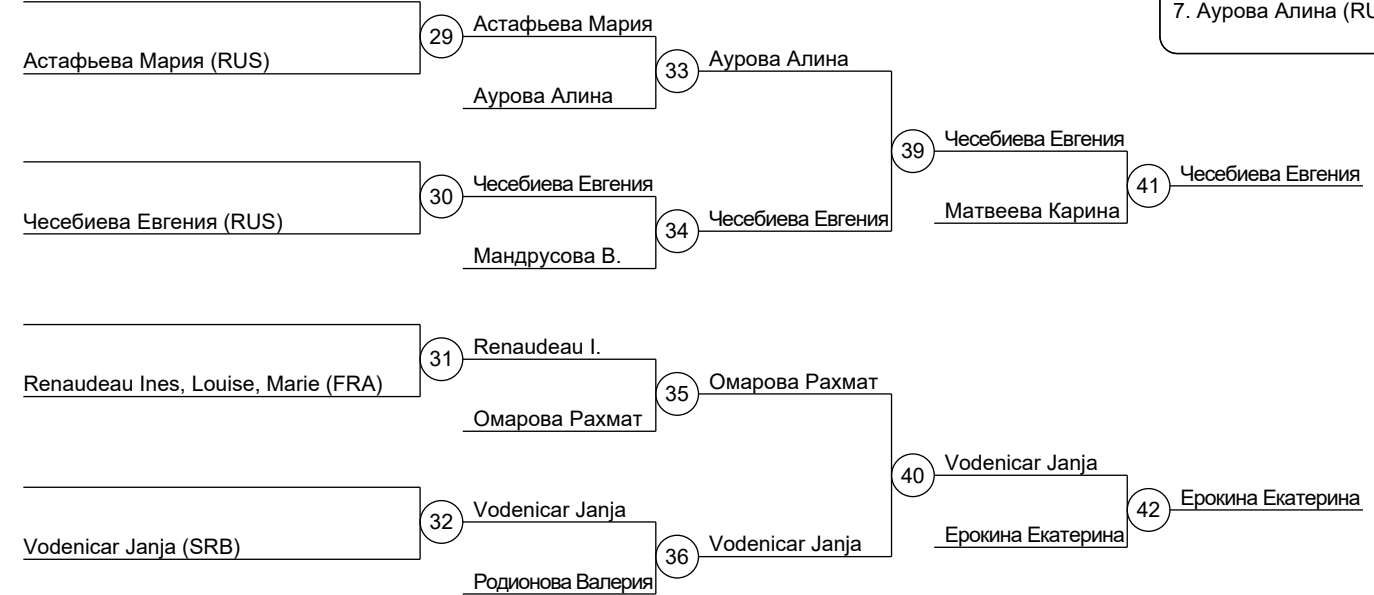 7. Аурова Алина (RU
Астафьева Мария (RUS)
29
Астафьева Мария
Аурова Алина
33
Аурова Алина
Чесебиева Евгения (RUS)
30
Чесебиева Евгения
Мандрусова В.
34
Чесебиева Евгения
39
Чесебиева Евгения
Матвеева Карина
41
Чесебиева Евгения
Renaudeau Ines, Louise, Marie (FRA)
31
Renaudeau I.
Омарова Рахмат
35
Омарова Рахмат
Vodenicar Janja (SRB)
32
Vodenicar Janja
Родионова Валерия
36
Vodenicar Janja
40
Vodenicar Janja
Ерокина Екатерина
42
Ерокина Екатерина